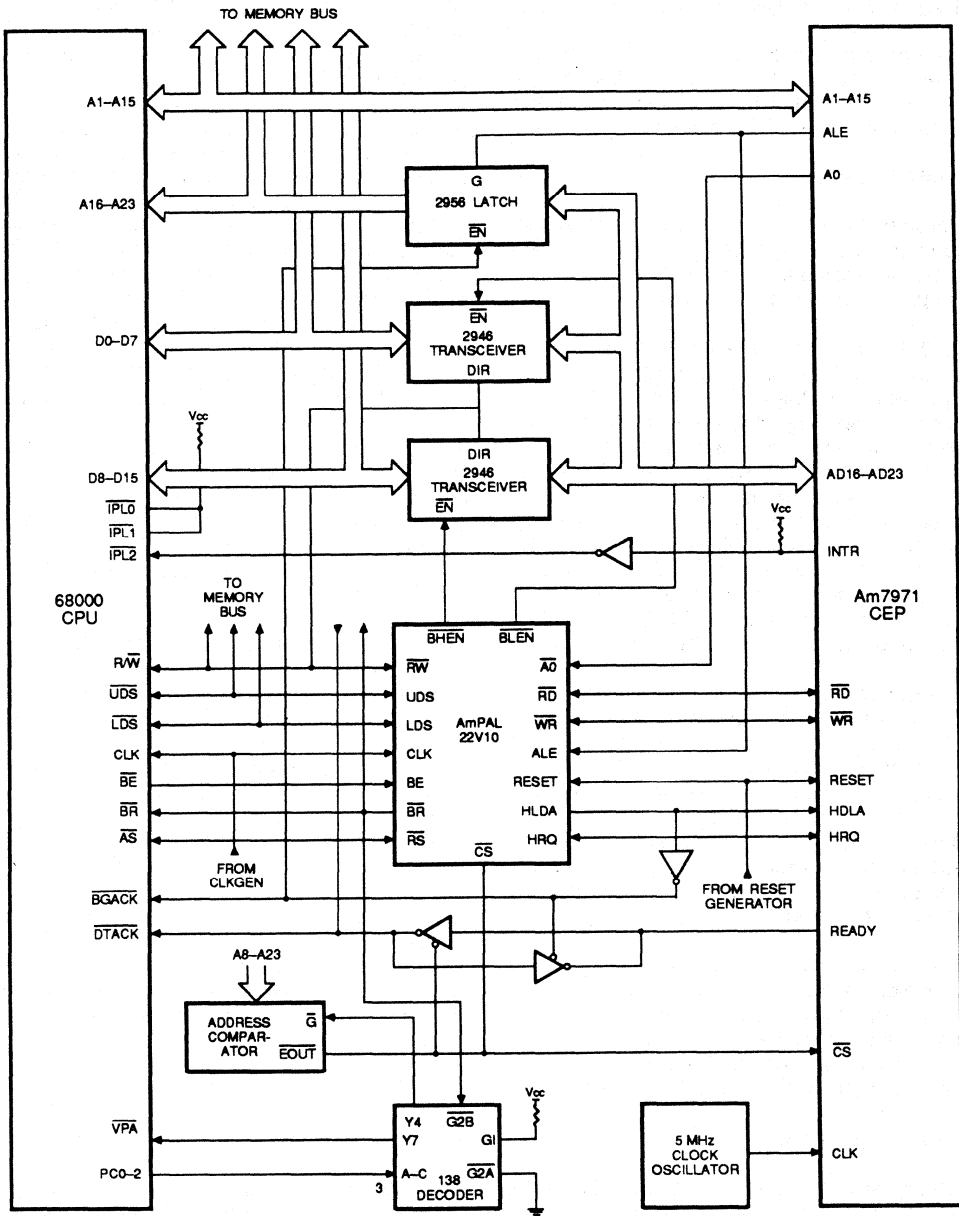 TO MEMORY BUS
A1–A15
A1–A15
ALE
A0
G
2956 LATCH
EN
A16–A23
EN
2946
TRANSCEIVER
DIR
D0–D7
Vcc
DIR
2946
TRANSCEIVER
EN
D8–D15
AD16–AD23
IPL0
IPL1
IPL2
Vcc
INTR
68000
CPU
TO
MEMORY
BUS
Am7971
CEP
BHEN
BLEN
R/W
RW
A0
UDS
UDS
RD
RD
LDS
LDS
AmPAL
22V10
WR
WR
CLK
CLK
ALE
BE
BE
RESET
RESET
BR
BR
HLDA
HDLA
AS
RS
HRQ
HRQ
CS
FROM
CLKGEN
FROM RESET
GENERATOR
BGACK
DTACK
READY
A8–A23
ADDRESS
COMPAR-
ATOR
G
EOUT
CS
Vcc
VPA
Y4
G2B
Y7
GI
PC0–2
3
A–C
138
DECODER
G2A
5 MHz
CLOCK
OSCILLATOR
CLK